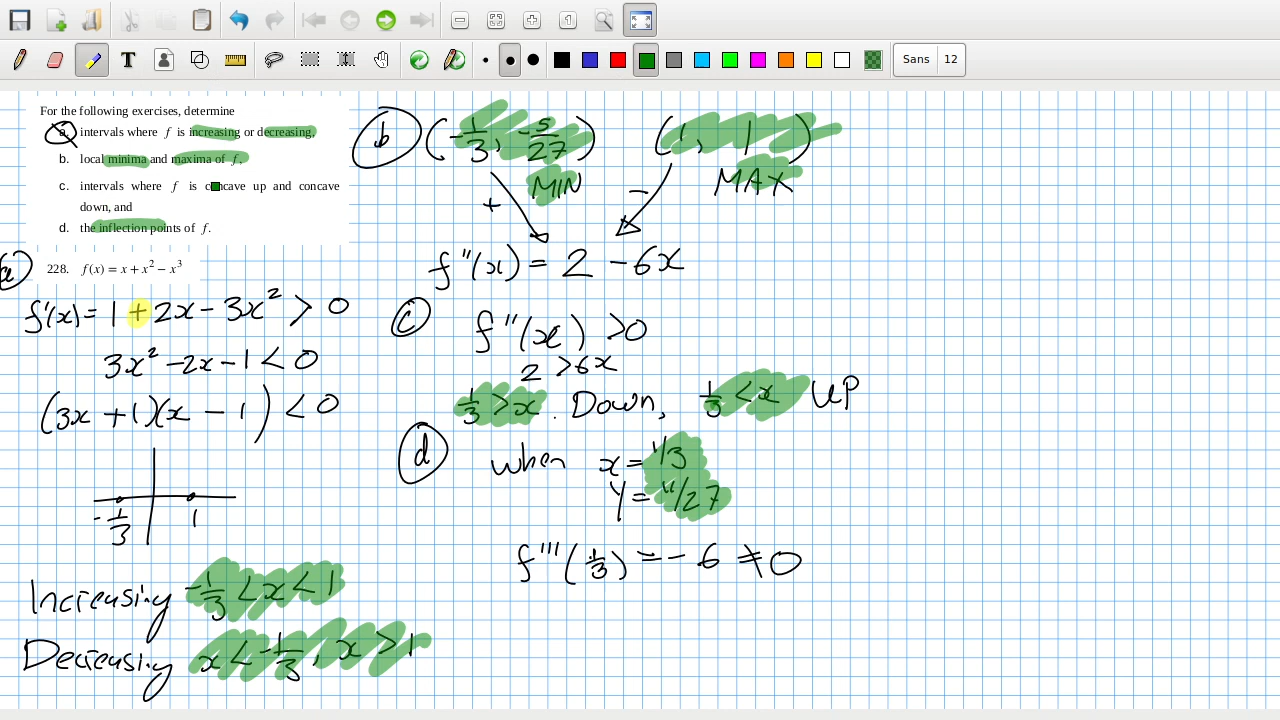 Sans 12
For the following exercises, determine
a. intervals where f is increasing or decreasing,
b. local minima and maxima of f,
c. intervals where f is concave up and concave
down, and
d. the inflection points of f.
228. f(x) = x + x² − x³
a
f'(x) = 1 + 2x − 3x² > 0
3x² − 2x − 1 < 0
(3x + 1)(x − 1) < 0
-1/3 1
Increasing -1/3 < x < 1
Decreasing x < -1/3, x > 1
b (-1/3, -5/27) (1, 1)
MIN MAX
+ −
f''(x) = 2 − 6x
c f''(x) > 0
2 > 6x
1/3 > x. Down, 1/3 < x UP
d when x = 1/3
y = 11/27
f'''(1/3) = −6 ≠ 0